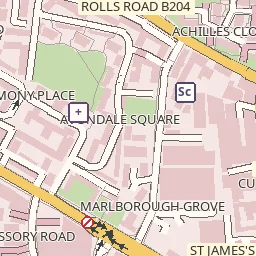 ROLLS ROAD B204
ACHILLES CLO
MONY PLACE
Sc
AVONDALE SQUARE
MARLBOROUGH GROVE
CU
SSORY ROAD
ST JAMES'S